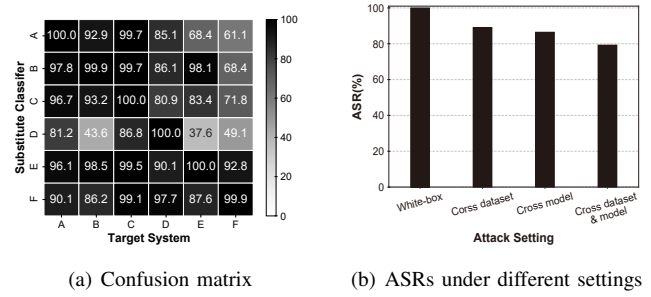 Substitute Classifer
A 100.0 92.9 99.7 85.1 68.4 61.1
B 97.8 99.9 99.7 86.1 98.1 68.4
C 96.7 93.2 100.0 80.9 83.4 71.8
D 81.2 43.6 86.8 100.0 37.6 49.1
E 96.1 98.5 99.5 90.1 100.0 92.8
F 90.1 86.2 99.1 97.7 87.6 99.9
A B C D E F
Target System
100
80
60
40
20
0
(a) Confusion matrix
ASR(%)
100
80
60
40
20
0
White-box
Corss dataset
Cross model
Cross dataset
& model
Attack Setting
(b) ASRs under different settings